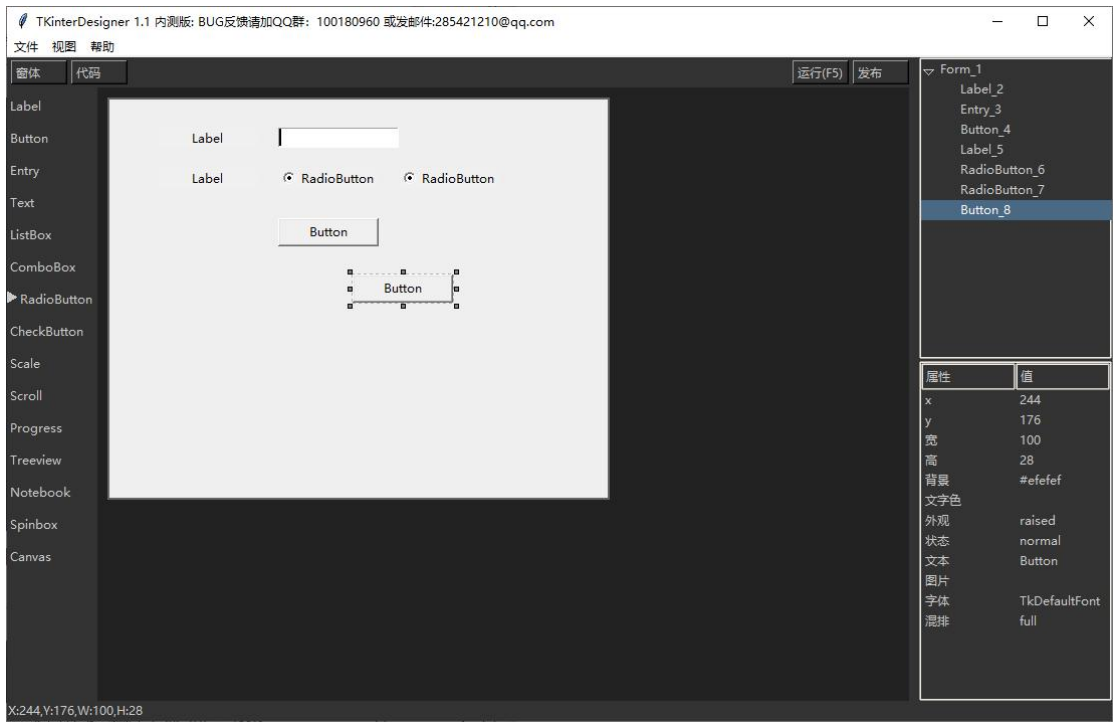 TKinterDesigner 1.1 内测版: BUG反馈请加QQ群: 100180960 或发邮件:285421210@qq.com
文件 视图 帮助
窗体 代码 运行(F5) 发布
Label
Button
Entry
Text
ListBox
ComboBox
RadioButton
CheckButton
Scale
Scroll
Progress
Treeview
Notebook
Spinbox
Canvas
Label
Label RadioButton RadioButton
Button
Button
Form_1
Label_2
Entry_3
Button_4
Label_5
RadioButton_6
RadioButton_7
Button_8
属性 值
x 244
y 176
宽 100
高 28
背景 #efefef
文字色
外观 raised
状态 normal
文本 Button
图片
字体 TkDefaultFont
混排 full
X:244,Y:176,W:100,H:28